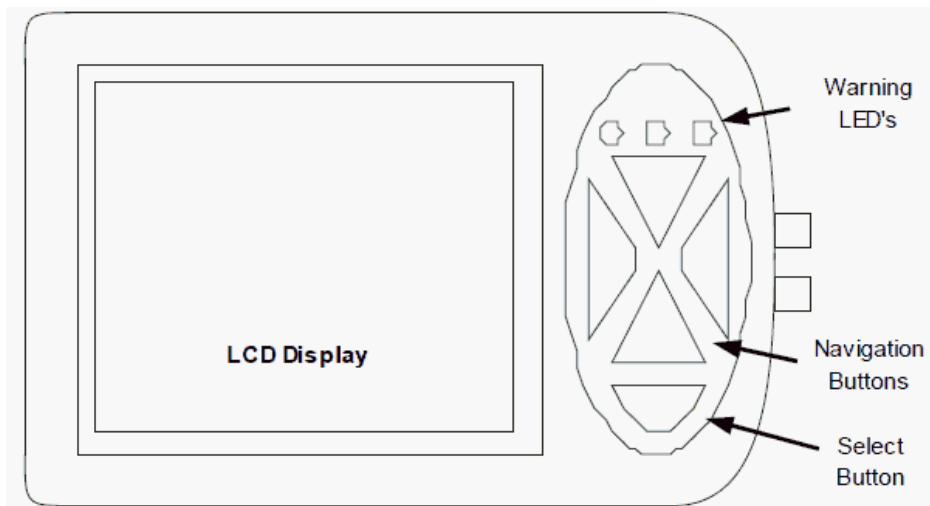 Warning
LED's
LCD Display
Navigation
Buttons
Select
Button